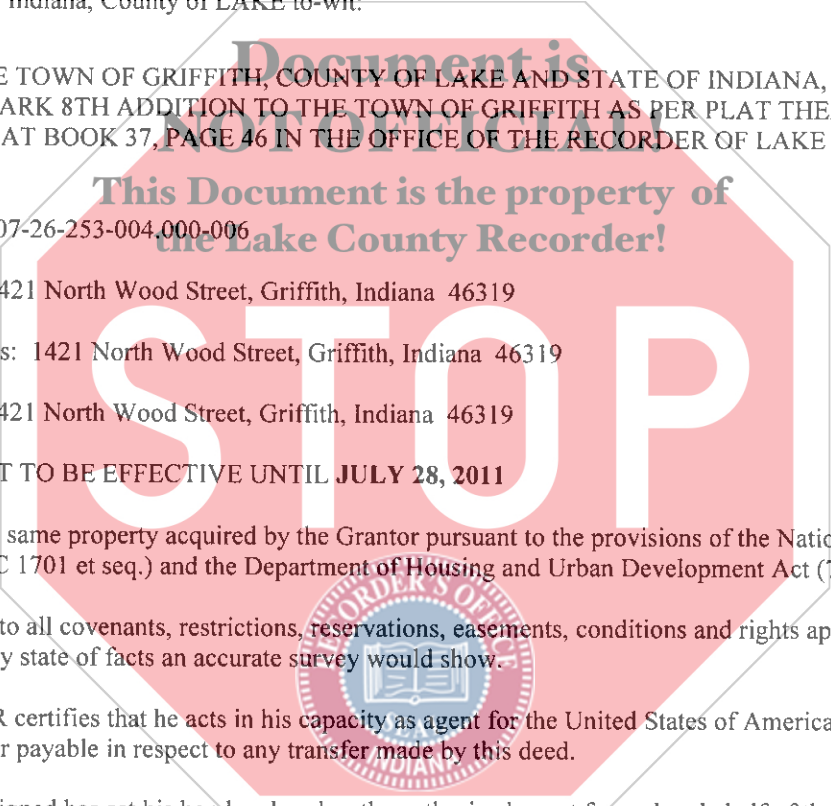 Indiana, County of LAKE to-wit:
Document is
E TOWN OF GRIFFITH, COUNTY OF LAKE AND STATE OF INDIANA,
ARK 8TH ADDITION TO THE TOWN OF GRIFFITH AS PER PLAT THE
NOT OFFICIAL!
AT BOOK 37, PAGE 46 IN THE OFFICE OF THE RECORDER OF LAKE
This Document is the property of
07-26-253-004.000-006
the Lake County Recorder!
421 North Wood Street, Griffith, Indiana 46319
STOP
s: 1421 North Wood Street, Griffith, Indiana 46319
421 North Wood Street, Griffith, Indiana 46319
T TO BE EFFECTIVE UNTIL JULY 28, 2011
same property acquired by the Grantor pursuant to the provisions of the Natio
C 1701 et seq.) and the Department of Housing and Urban Development Act (7
RECORDER'S OFFICE
to all covenants, restrictions, reservations, easements, conditions and rights ap
y state of facts an accurate survey would show.
SEAL
R certifies that he acts in his capacity as agent for the United States of America
r payable in respect to any transfer made by this deed.
INDIANA